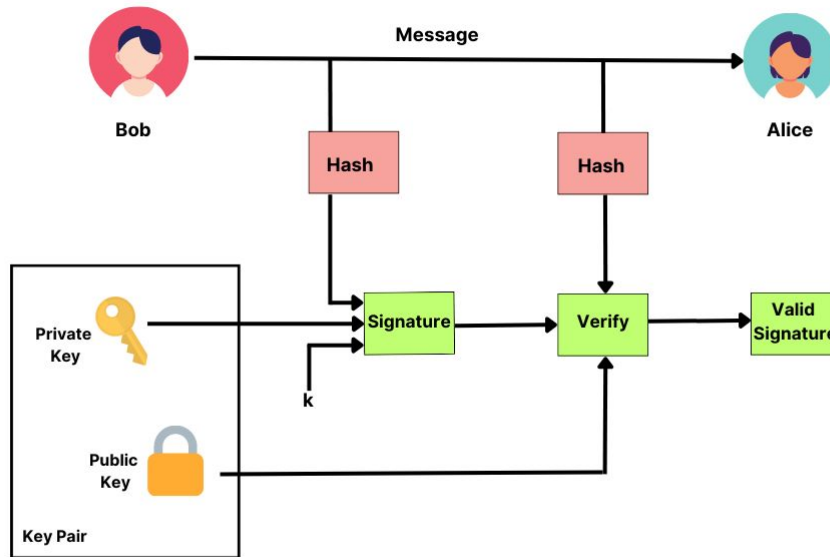 Message
Bob
Alice
Hash
Hash
Signature
Verify
Valid
Signature
Private
Key
k
Public
Key
Key Pair